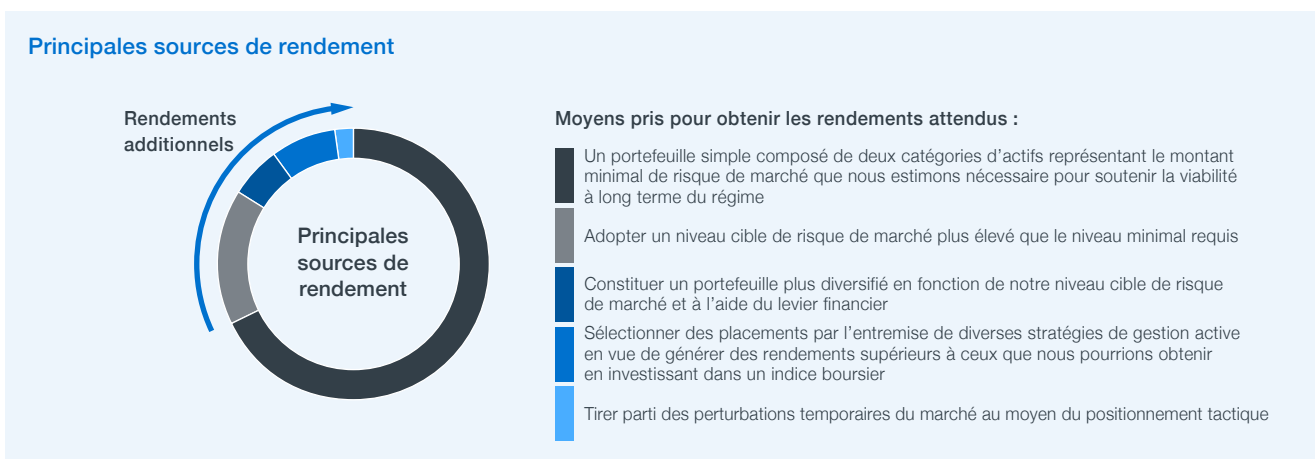 Principales sources de rendement
Rendements
additionnels
Principales
sources de
rendement
Moyens pris pour obtenir les rendements attendus :
Un portefeuille simple composé de deux catégories d’actifs représentant le montant
minimal de risque de marché que nous estimons nécessaire pour soutenir la viabilité
à long terme du régime
Adopter un niveau cible de risque de marché plus élevé que le niveau minimal requis
Constituer un portefeuille plus diversifié en fonction de notre niveau cible de risque
de marché et à l’aide du levier financier
Sélectionner des placements par l’entremise de diverses stratégies de gestion active
en vue de générer des rendements supérieurs à ceux que nous pourrions obtenir
en investissant dans un indice boursier
Tirer parti des perturbations temporaires du marché au moyen du positionnement tactique